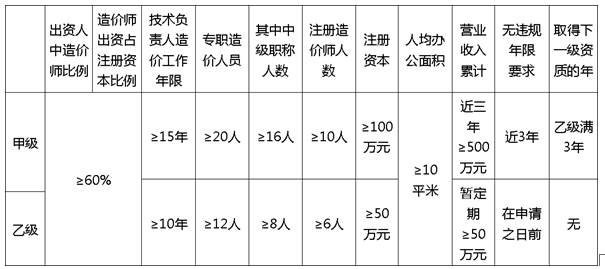 出资人中造价师比例
造价师出资占注册资本比例
技术负责人造价工作年限
专职造价人员
其中中级职称人数
注册造价师人数
注册资本
人均办公面积
营业收入累计
无违规年限要求
取得下一级资质的年
甲级
≥60%
≥15年
≥20人
≥16人
≥10人
≥100万元
≥10平米
近三年≥500万元
近3年
乙级满3年
乙级
≥10年
≥12人
≥8人
≥6人
≥50万元
暂定期≥50万元
在申请之日前
无